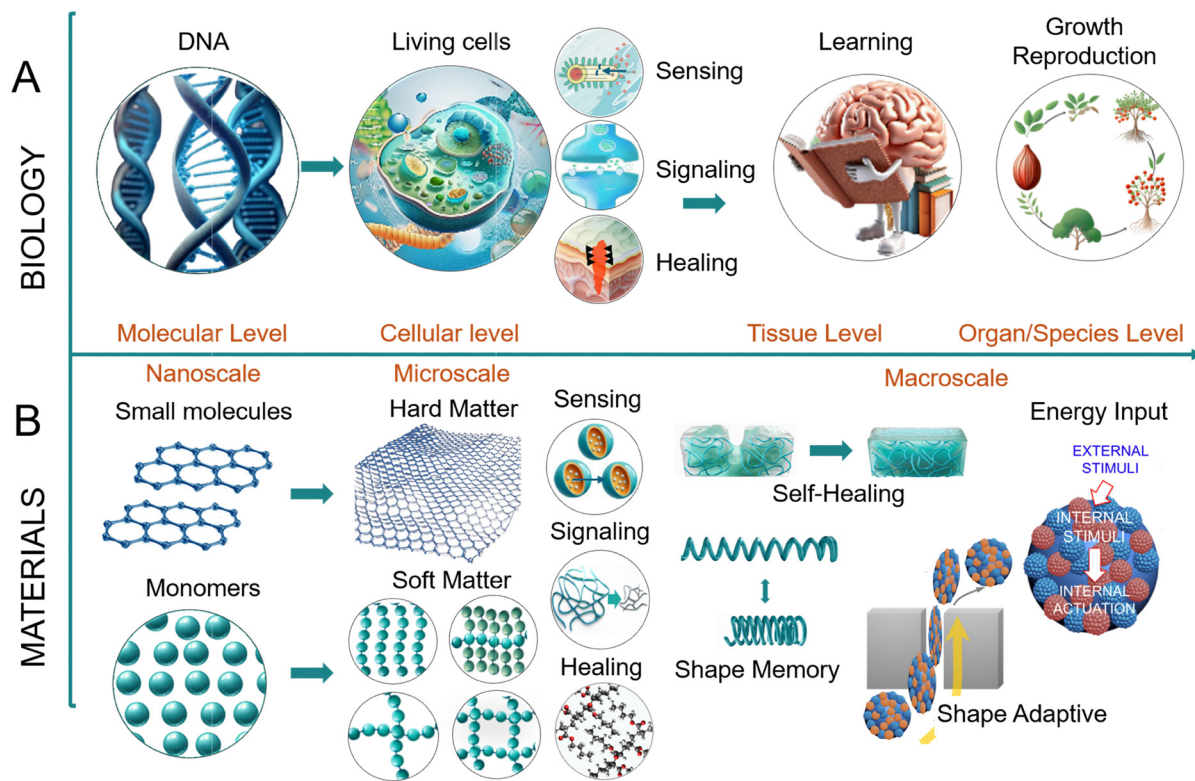 A
BIOLOGY
DNA
Living cells
Sensing
Signaling
Healing
Learning
Growth
Reproduction
Molecular Level
Cellular level
Tissue Level
Organ/Species Level
Nanoscale
Microscale
Macroscale
B
MATERIALS
Small molecules
Hard Matter
Sensing
Signaling
Healing
Monomers
Soft Matter
Self-Healing
Shape Memory
Shape Adaptive
Energy Input
EXTERNAL
STIMULI
INTERNAL
STIMULI
INTERNAL
ACTUATION